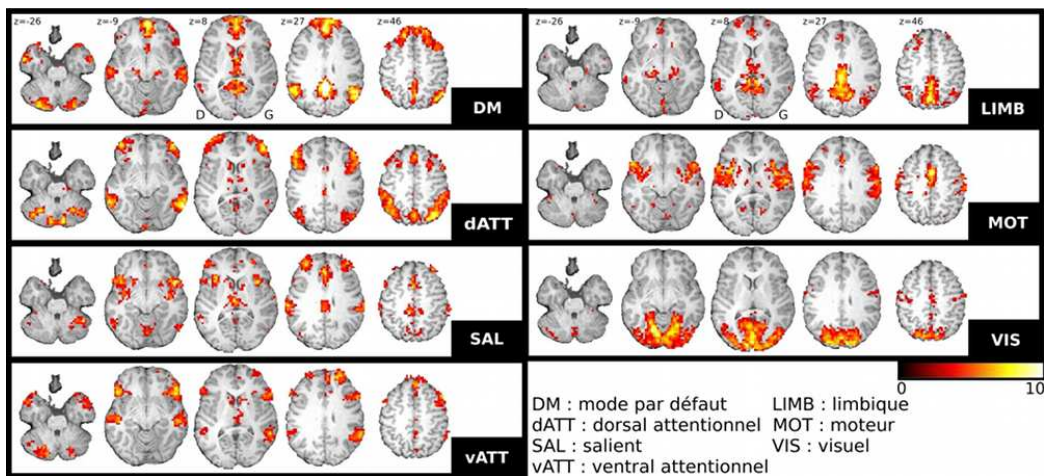 z=-26 z=-9 z=8 z=27 z=46
D G
DM
dATT
SAL
vATT
z=-26 z=-9 z=8 z=27 z=46
D G
LIMB
MOT
VIS
0 10
DM : mode par défaut
dATT : dorsal attentionnel
SAL : salient
vATT : ventral attentionnel
LIMB : limbique
MOT : moteur
VIS : visuel